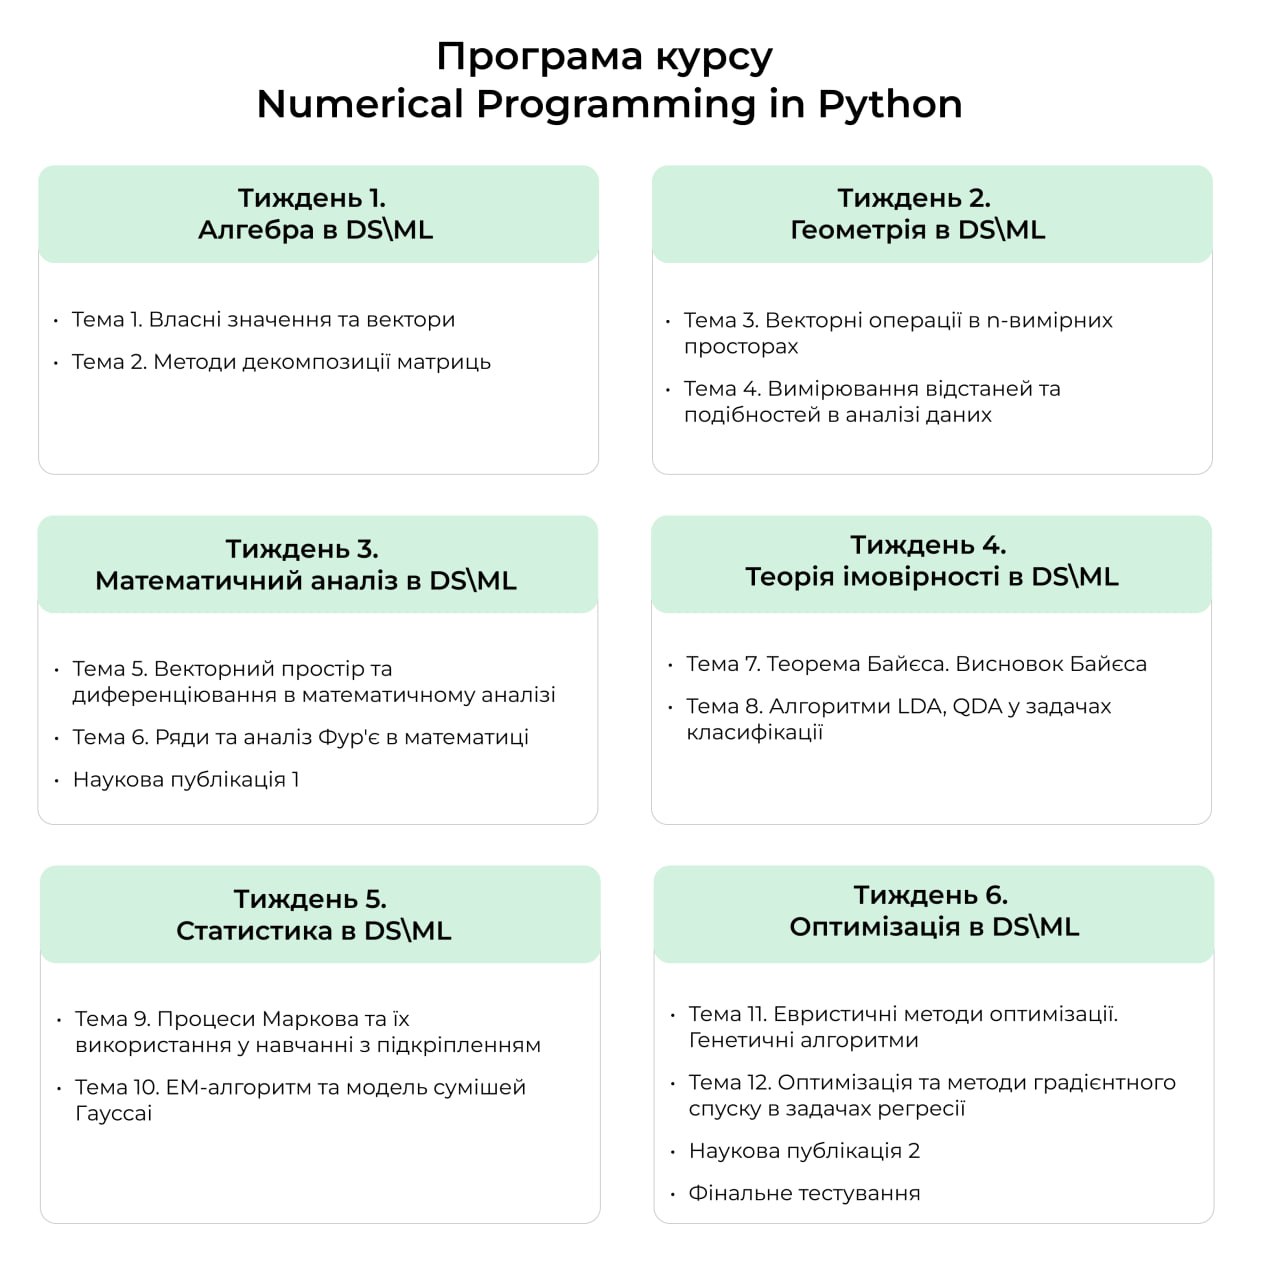 Програма курсу
Numerical Programming in Python
Тиждень 1.
Алгебра в DS\ML
• Тема 1. Власні значення та вектори
• Тема 2. Методи декомпозиції матриць
Тиждень 2.
Геометрія в DS\ML
• Тема 3. Векторні операції в n-вимірних
просторах
• Тема 4. Вимірювання відстаней та
подібностей в аналізі даних
Тиждень 3.
Математичний аналіз в DS\ML
• Тема 5. Векторний простір та
диференціювання в математичному аналізі
• Тема 6. Ряди та аналіз Фур'є в математиці
• Наукова публікація 1
Тиждень 4.
Теорія імовірності в DS\ML
• Тема 7. Теорема Байєса. Висновок Байєса
• Тема 8. Алгоритми LDA, QDA у задачах
класифікації
Тиждень 5.
Статистика в DS\ML
• Тема 9. Процеси Маркова та їх
використання у навчанні з підкріпленням
• Тема 10. ЕМ-алгоритм та модель сумішей
Гауссаі
Тиждень 6.
Оптимізація в DS\ML
• Тема 11. Евристичні методи оптимізації.
Генетичні алгоритми
• Тема 12. Оптимізація та методи градієнтного
спуску в задачах регресії
• Наукова публікація 2
• Фінальне тестування